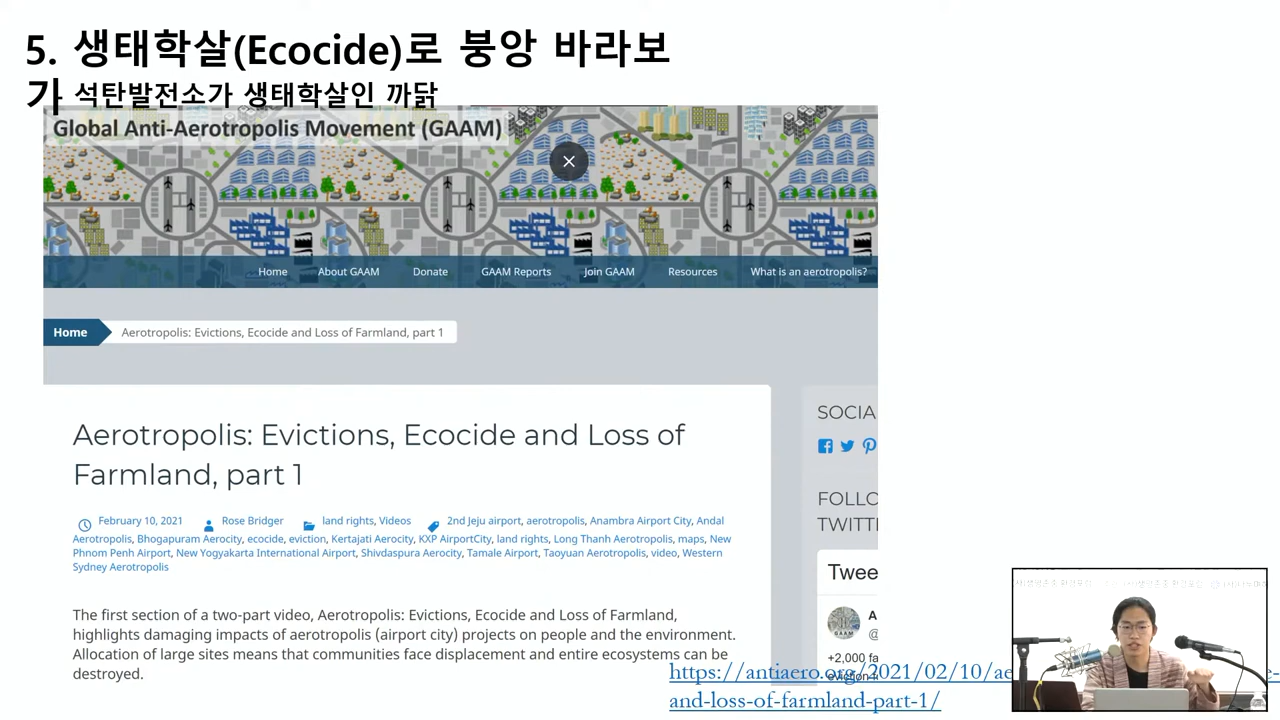 5. 생태학살(Ecocide)로 붕앙 바라보
가 석탄발전소가 생태학살인 까닭
Global Anti-Aerotropolis Movement (GAAM)
Home About GAAM Donate GAAM Reports Join GAAM Resources What is an aerotropolis?
Home Aerotropolis: Evictions, Ecocide and Loss of Farmland, part 1
Aerotropolis: Evictions, Ecocide and Loss of
Farmland, part 1
February 10, 2021 Rose Bridger land rights, Videos 2nd Jeju airport, aerotropolis, Anambra Airport City, Andal
Aerotropolis, Bhogapuram Aerocity, ecocide, eviction, Kertajati Aerocity, KXP AirportCity, land rights, Long Thanh Aerotropolis, maps, New
Phnom Penh Airport, New Yogyakarta International Airport, Shivdaspura Aerocity, Tamale Airport, Taoyuan Aerotropolis, video, Western
Sydney Aerotropolis
The first section of a two-part video, Aerotropolis: Evictions, Ecocide and Loss of Farmland,
highlights damaging impacts of aerotropolis (airport city) projects on people and the environment.
Allocation of large sites means that communities face displacement and entire ecosystems can be
destroyed.
SOCIA
FOLLO
TWITT
Twee
A
@
GAAM
+2,000 fa
eviction
https://antiaero.org/2021/02/10/ae
e-
and-loss-of-farmland-part-1/